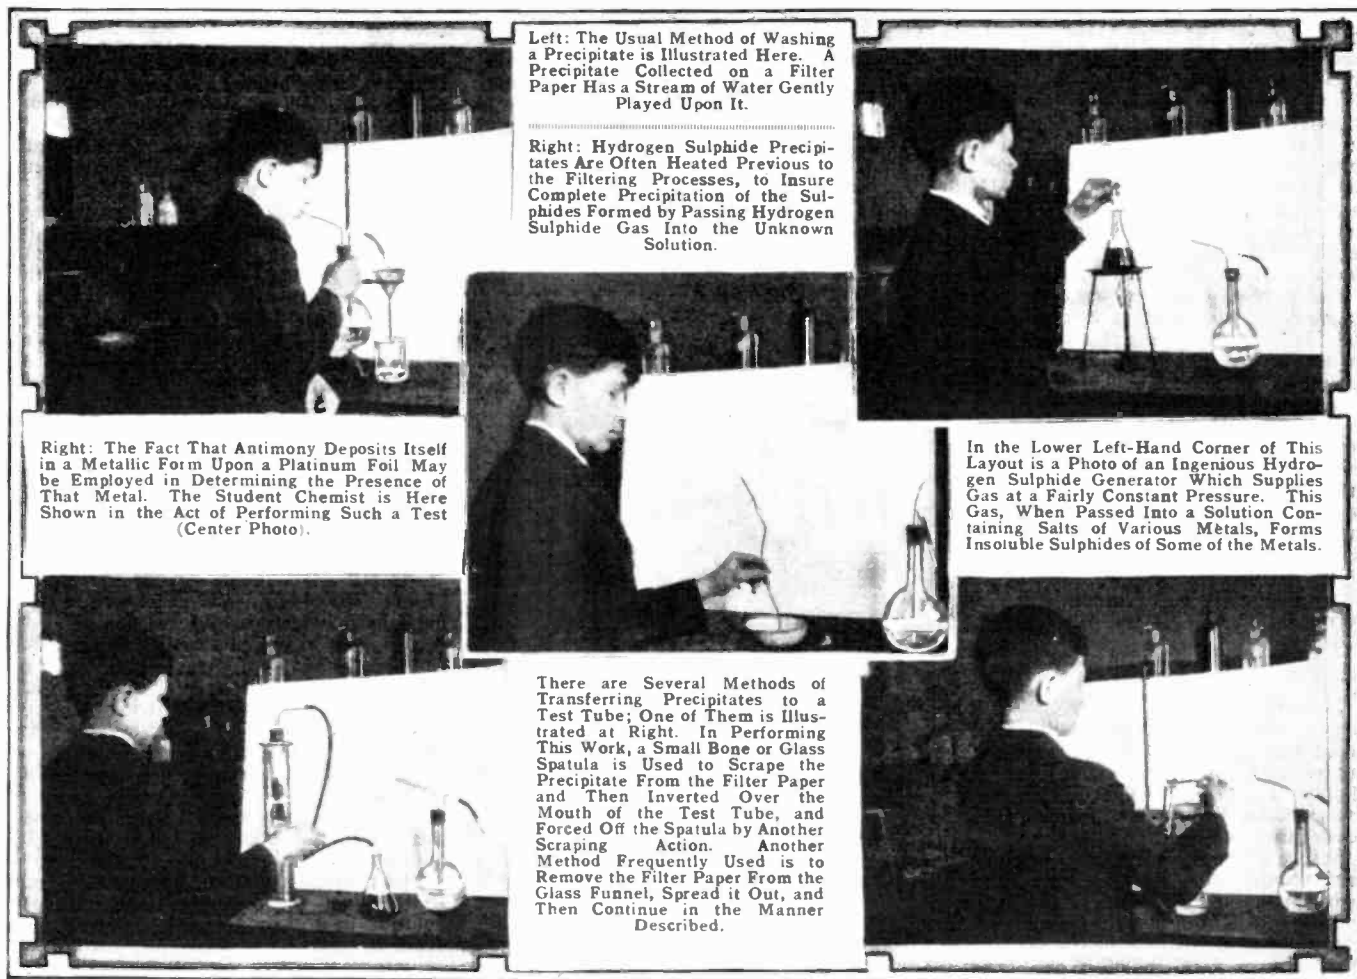 Left: The Usual Method of Washing
a Precipitate is Illustrated Here. A
Precipitate Collected on a Filter
Paper Has a Stream of Water Gently
Played Upon It.
Right: Hydrogen Sulphide Precipi-
tates Are Often Heated Previous to
the Filtering Processes, to Insure
Complete Precipitation of the Sul-
phides Formed by Passing Hydrogen
Sulphide Gas Into the Unknown
Solution.
Right: The Fact That Antimony Deposits Itself
in a Metallic Form Upon a Platinum Foil May
be Employed in Determining the Presence of
That Metal. The Student Chemist is Here
Shown in the Act of Performing Such a Test
(Center Photo).
In the Lower Left-Hand Corner of This
Layout is a Photo of an Ingenious Hydro-
gen Sulphide Generator Which Supplies
Gas at a Fairly Constant Pressure. This
Gas, When Passed Into a Solution Con-
taining Salts of Various Metals, Forms
Insoluble Sulphides of Some of the Metals.
There are Several Methods of
Transferring Precipitates to a
Test Tube; One of Them is Illus-
trated at Right. In Performing
This Work, a Small Bone or Glass
Spatula is Used to Scrape the
Precipitate From the Filter Paper
and Then Inverted Over the
Mouth of the Test Tube, and
Forced Off the Spatula by Another
Scraping Action. Another
Method Frequently Used is to
Remove the Filter Paper From the
Glass Funnel, Spread it Out, and
Then Continue in the Manner
Described.